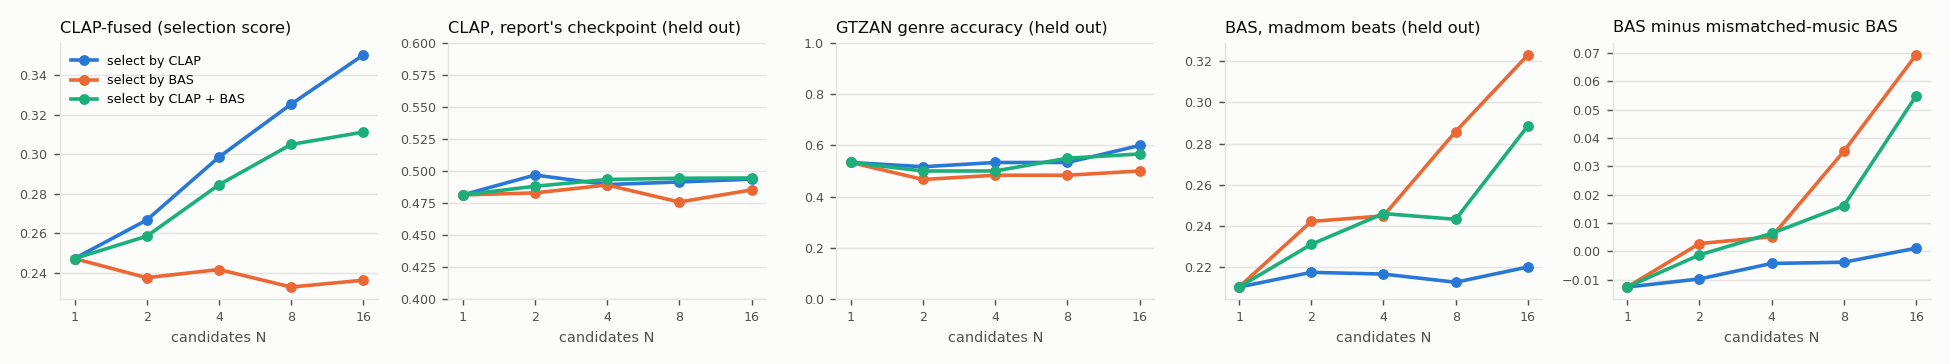 CLAP-fused (selection score)
select by CLAP
select by BAS
select by CLAP + BAS
0.34
0.32
0.30
0.28
0.26
0.24
1 2 4 8 16
candidates N
CLAP, report's checkpoint (held out)
0.600
0.575
0.550
0.525
0.500
0.475
0.450
0.425
0.400
1 2 4 8 16
candidates N
GTZAN genre accuracy (held out)
1.0
0.8
0.6
0.4
0.2
0.0
1 2 4 8 16
candidates N
BAS, madmom beats (held out)
0.32
0.30
0.28
0.26
0.24
0.22
1 2 4 8 16
candidates N
BAS minus mismatched-music BAS
0.07
0.06
0.05
0.04
0.03
0.02
0.01
0.00
−0.01
1 2 4 8 16
candidates N